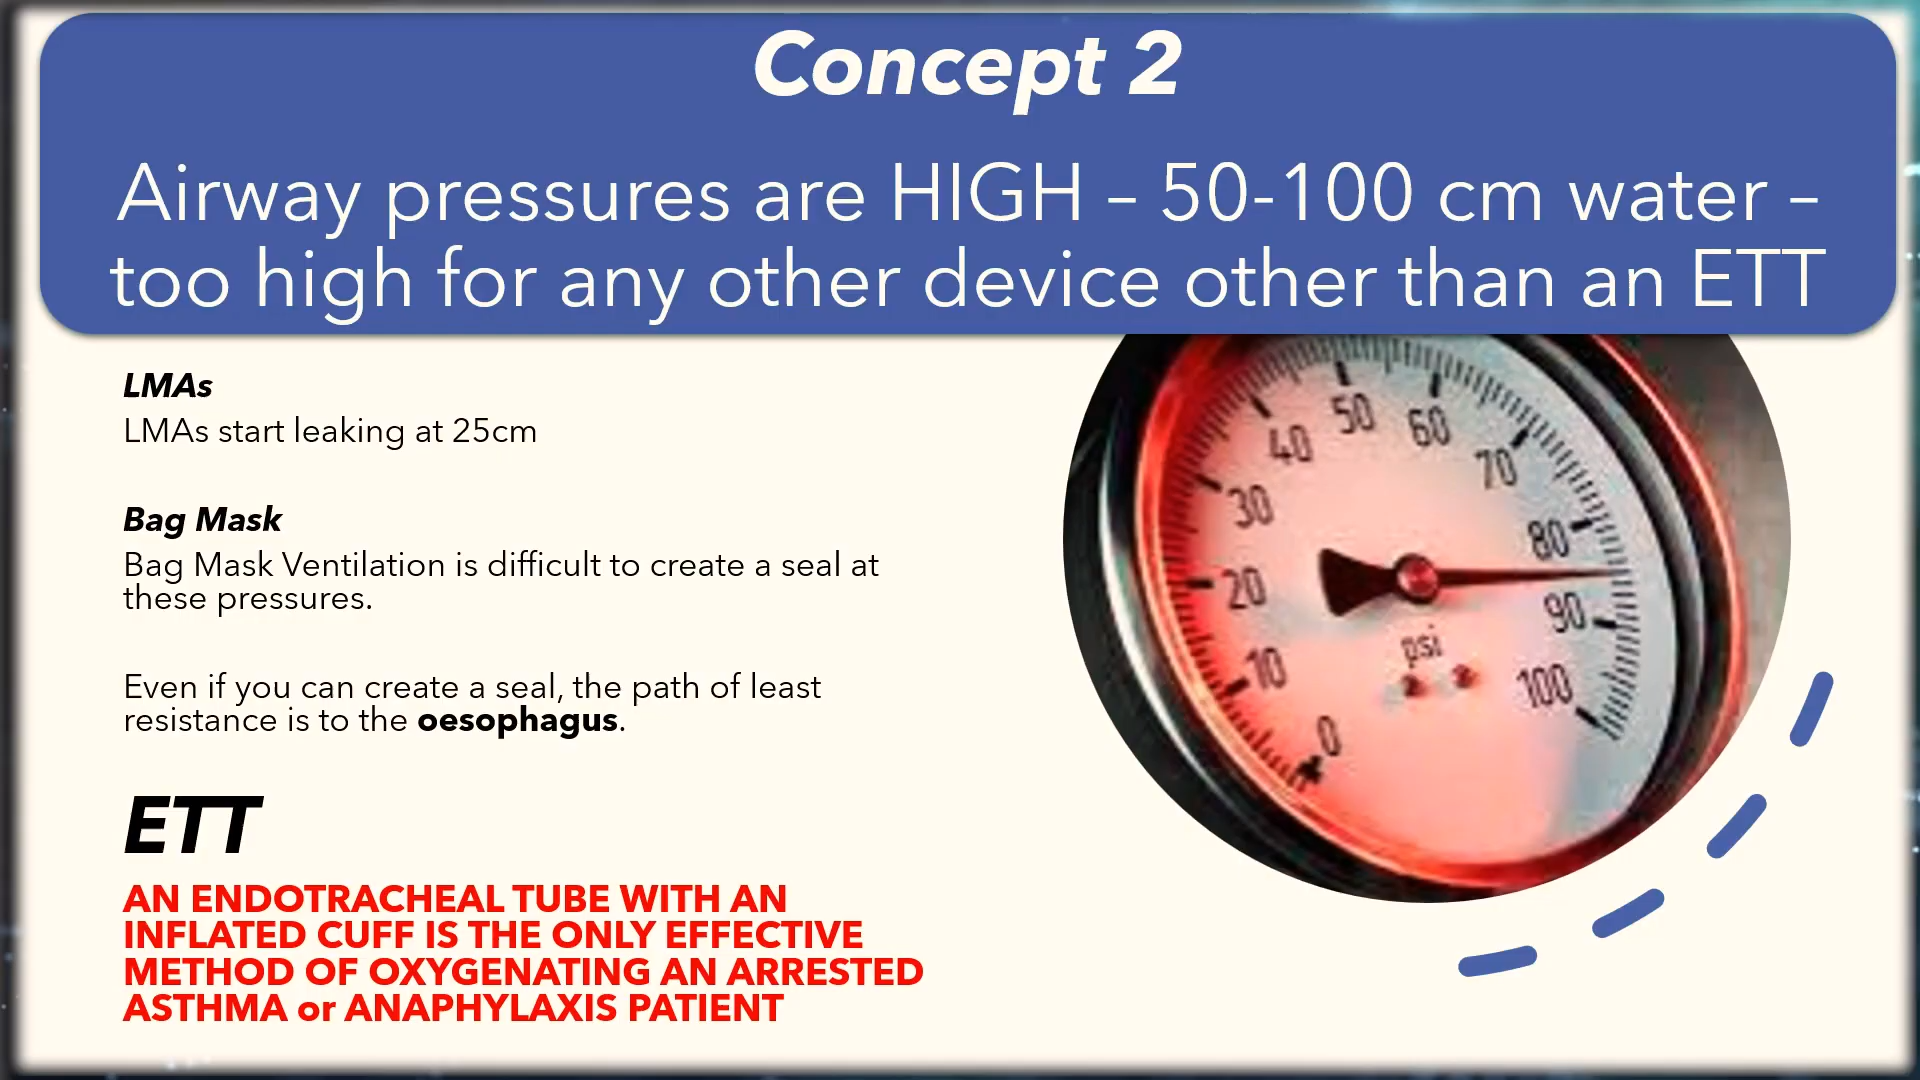 Concept 2
Airway pressures are HIGH – 50-100 cm water –
too high for any other device other than an ETT
LMAs
LMAs start leaking at 25cm
Bag Mask
Bag Mask Ventilation is difficult to create a seal at
these pressures.
Even if you can create a seal, the path of least
resistance is to the oesophagus.
ETT
AN ENDOTRACHEAL TUBE WITH AN
INFLATED CUFF IS THE ONLY EFFECTIVE
METHOD OF OXYGENATING AN ARRESTED
ASTHMA or ANAPHYLAXIS PATIENT
0
10
20
30
40
50
60
70
80
90
100
psi